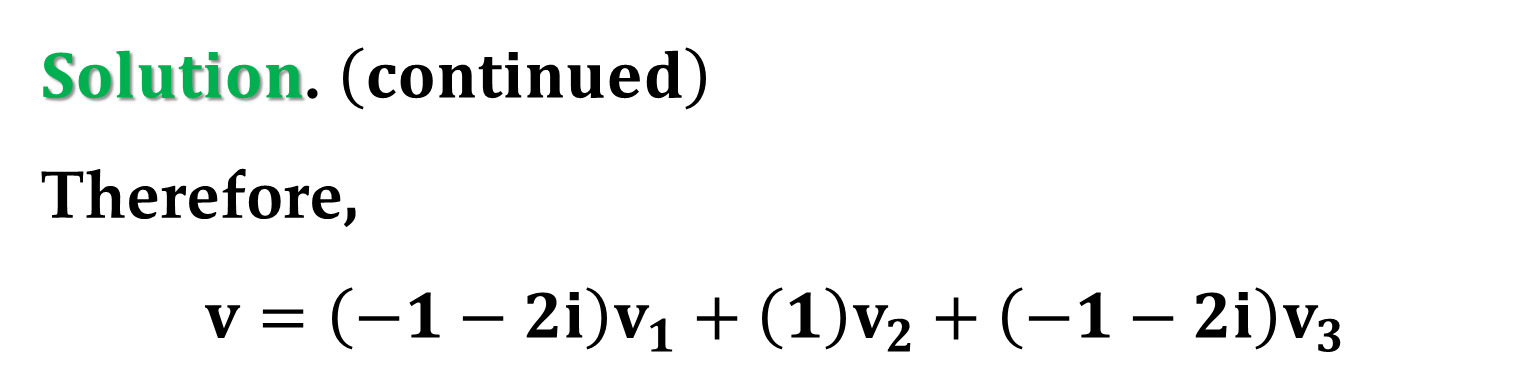 Solution. (continued)
Therefore,
v = (−1 − 2i)v₁ + (1)v₂ + (−1 − 2i)v₃